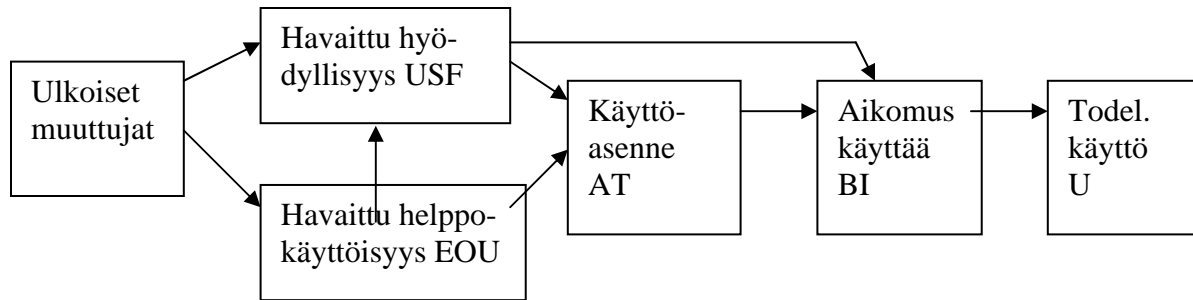 Ulkoiset
muuttujat
Havaittu hyö-
dyllisyys USF
Havaittu helppo-
käyttöisyys EOU
Käyttö-
asenne
AT
Aikomus
käyttää
BI
Todel.
käyttö
U